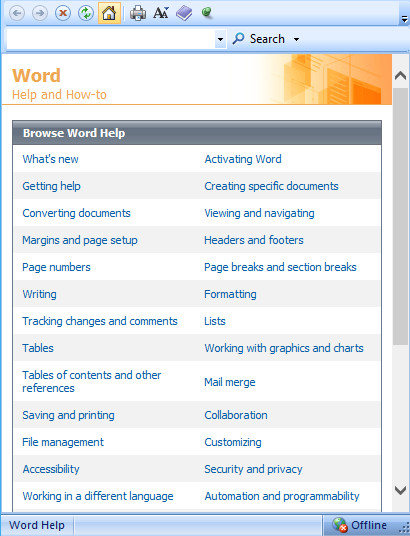 Search
Word
Help and How-to
Browse Word Help
What's new Activating Word
Getting help Creating specific documents
Converting documents Viewing and navigating
Margins and page setup Headers and footers
Page numbers Page breaks and section breaks
Writing Formatting
Tracking changes and comments Lists
Tables Working with graphics and charts
Tables of contents and other
references Mail merge
Saving and printing Collaboration
File management Customizing
Accessibility Security and privacy
Working in a different language Automation and programmability
Word Help Offline